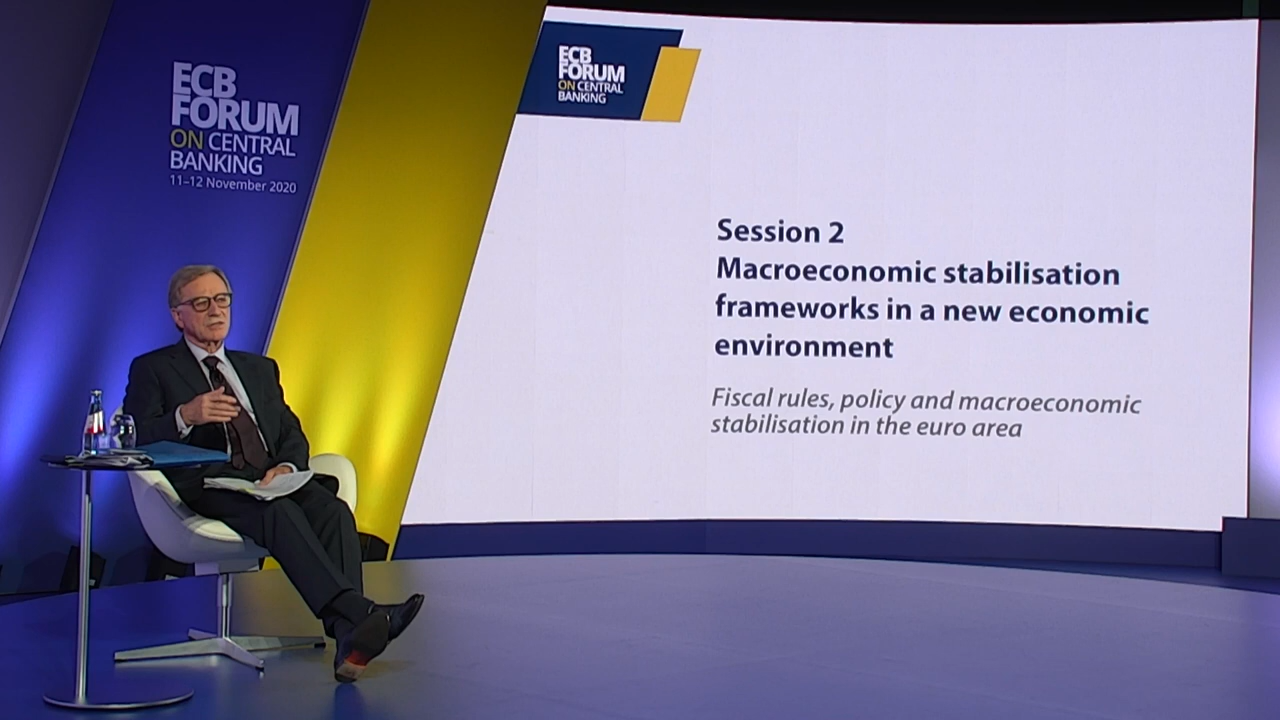 ECB
FORUM
ON CENTRAL
BANKING
11–12 November 2020
ECB
FORUM
ON CENTRAL
BANKING
Session 2
Macroeconomic stabilisation
frameworks in a new economic
environment
Fiscal rules, policy and macroeconomic
stabilisation in the euro area